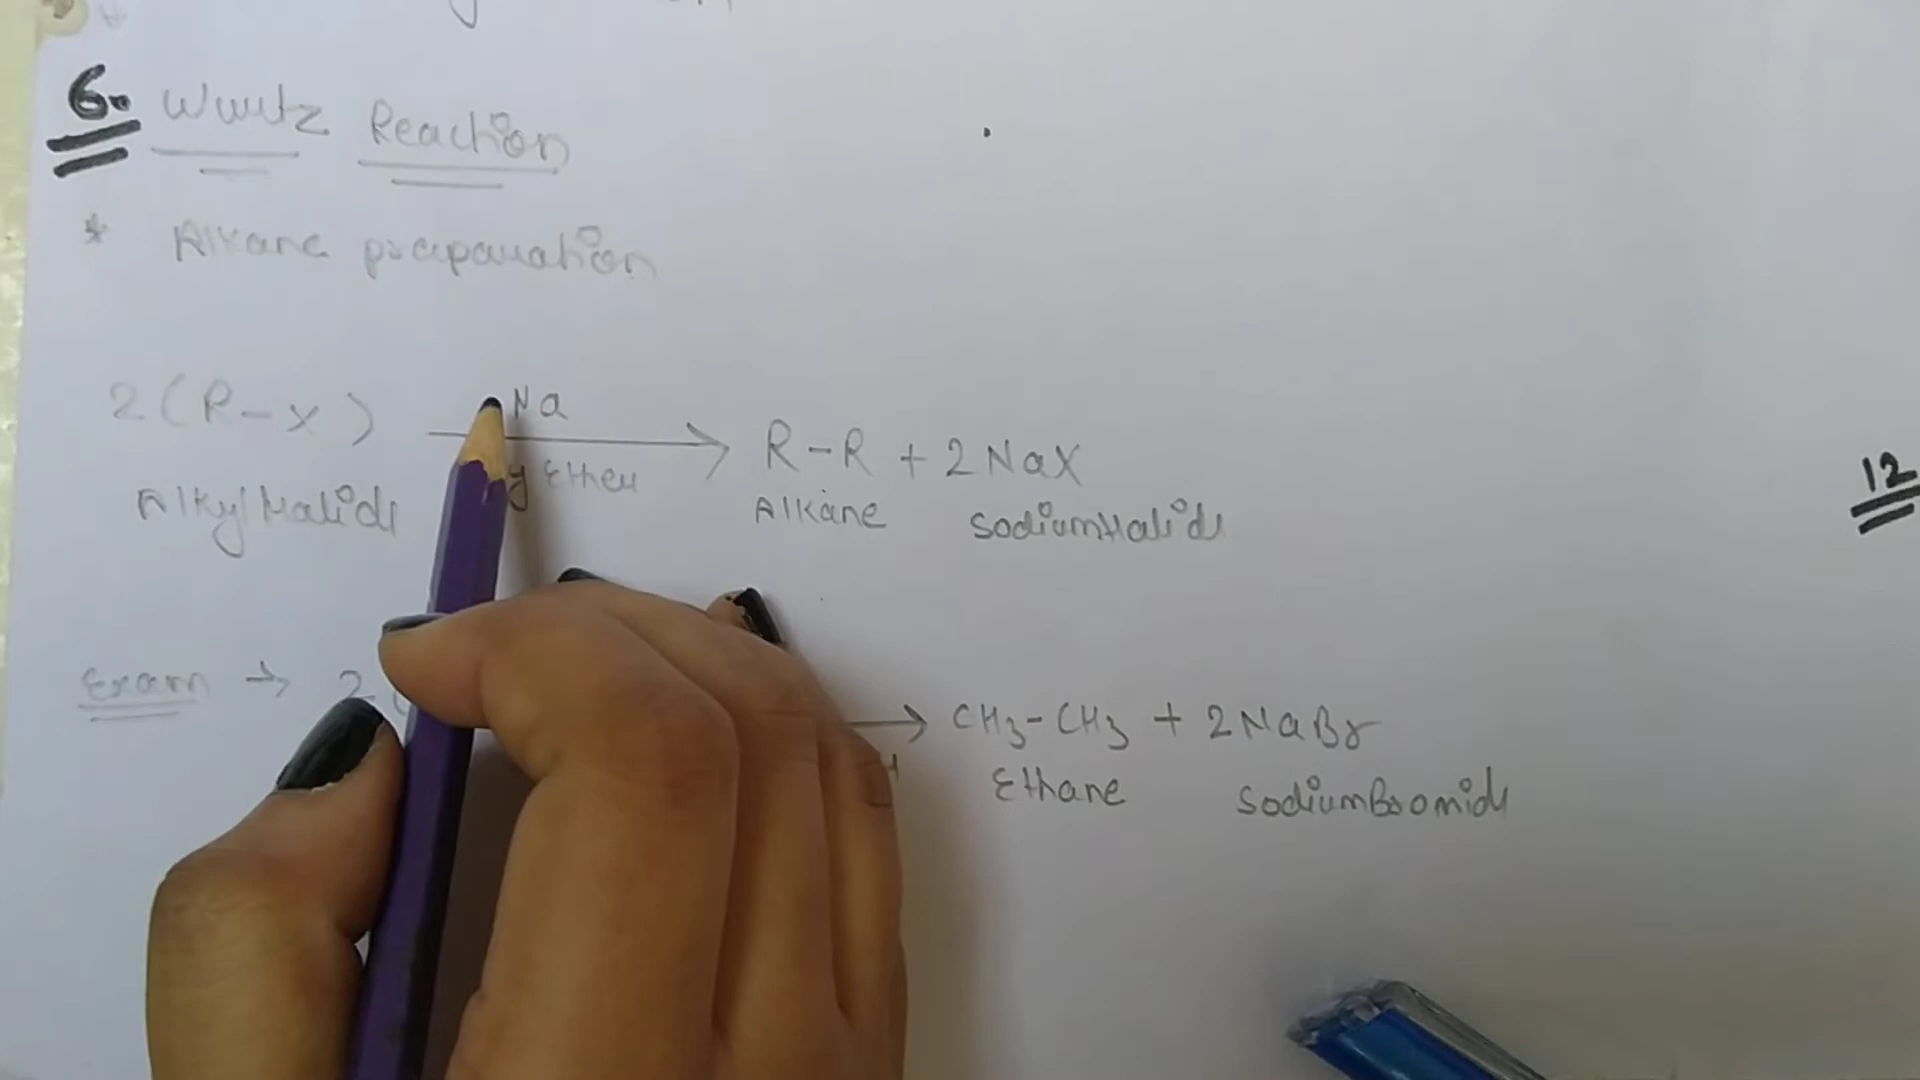 6. Wurtz Reaction
* Alkane preparation
2(R-X) Na R-R + 2NaX
Alkyl Halide y Ether Alkane Sodium Halide
Exam → 2 → CH3-CH3 + 2NaBr
Ethane Sodium Bromide
12